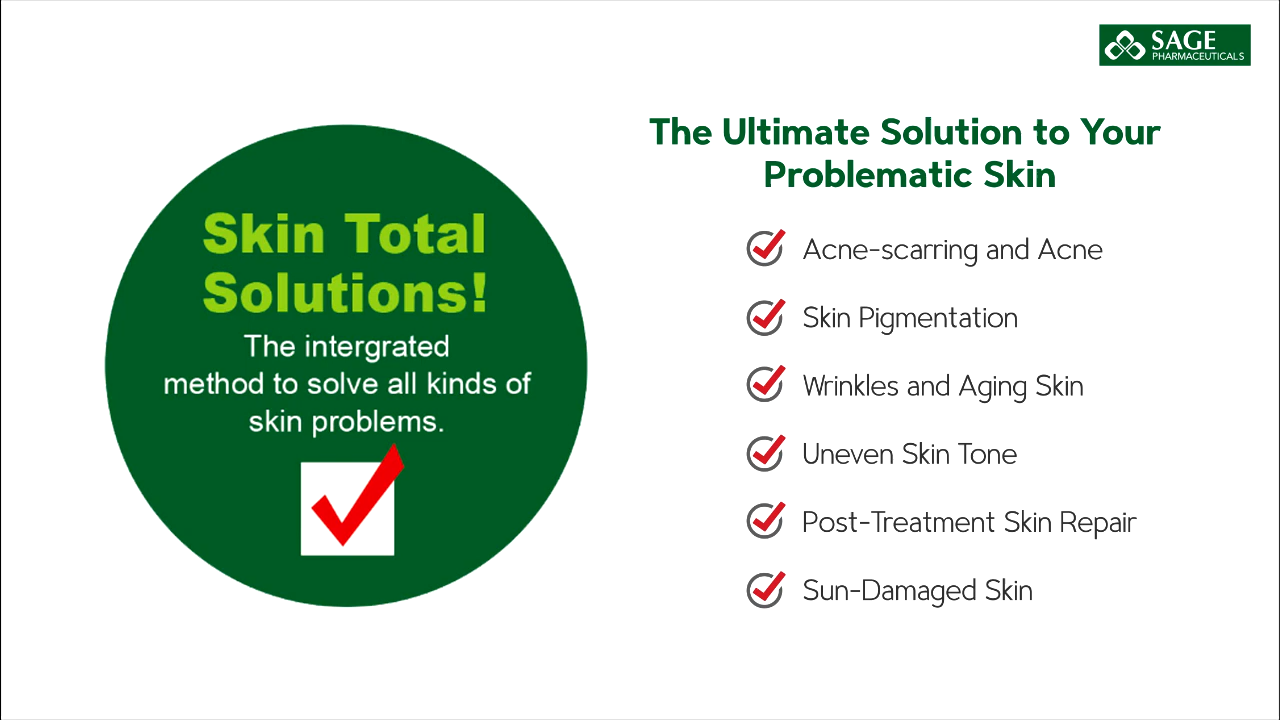 SAGE
PHARMACEUTICALS
Skin Total
Solutions!
The intergrated
method to solve all kinds of
skin problems.
The Ultimate Solution to Your
Problematic Skin
Acne-scarring and Acne
Skin Pigmentation
Wrinkles and Aging Skin
Uneven Skin Tone
Post-Treatment Skin Repair
Sun-Damaged Skin